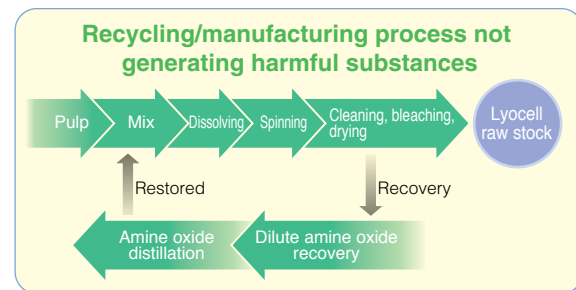 Recycling/manufacturing process not
generating harmful substances
Pulp
Mix
Dissolving
Spinning
Cleaning, bleaching,
drying
Lyocell
raw stock
Restored
Recovery
Amine oxide
distillation
Dilute amine oxide
recovery